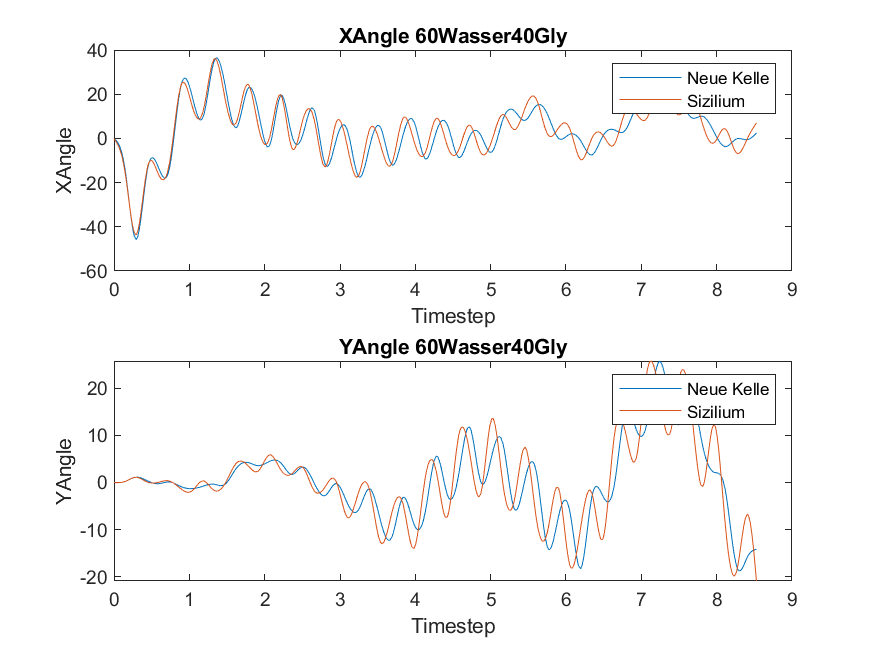 XAngle 60Wasser40Gly
40
20
0
-20
-40
-60
XAngle
Neue Kelle
Sizilium
0 1 2 3 4 5 6 7 8 9
Timestep
YAngle 60Wasser40Gly
20
10
0
-10
-20
YAngle
Neue Kelle
Sizilium
0 1 2 3 4 5 6 7 8 9
Timestep